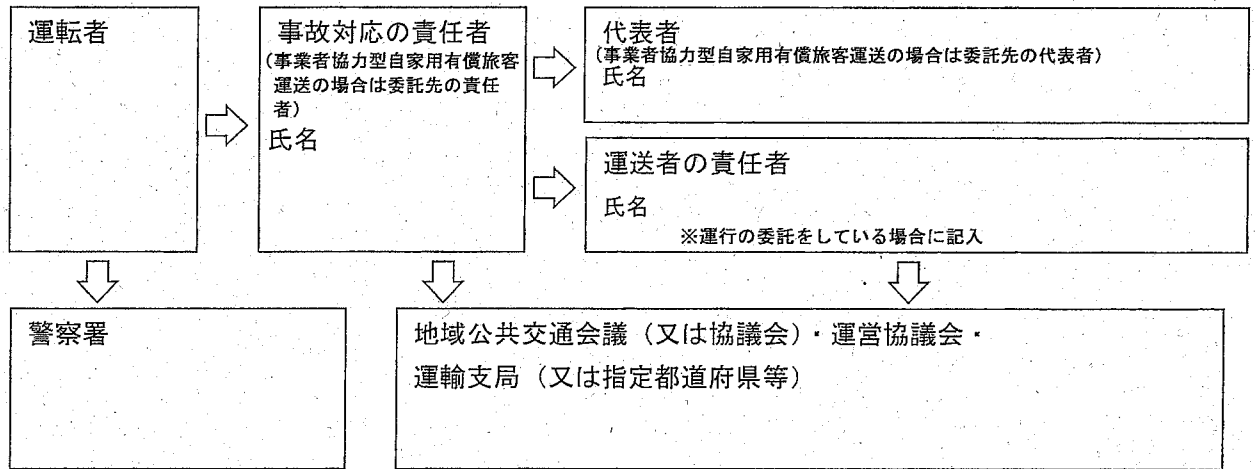 運転者
事故対応の責任者
(事業者協力型自家用有償旅客
運送の場合は委託先の責任
者)
氏名
代表者
(事業者協力型自家用有償旅客運送の場合は委託先の代表者)
氏名
運送者の責任者
氏名
※運行の委託をしている場合に記入
警察署
地域公共交通会議(又は協議会)・運営協議会・
運輸支局(又は指定都道府県等)